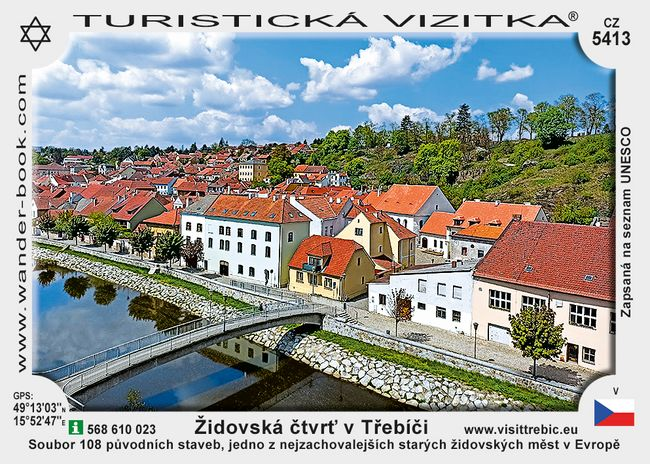 TURISTICKÁ VIZITKA®
CZ
5413
www.wander-book.com
Zapsaná na seznam UNESCO
GPS:
49°13'03"N
15°52'47"E
i 568 610 023
Židovská čtvrť v Třebíči
www.visittrebic.eu
V
Soubor 108 původních staveb, jedno z nejzachovalejších starých židovských měst v Evropě